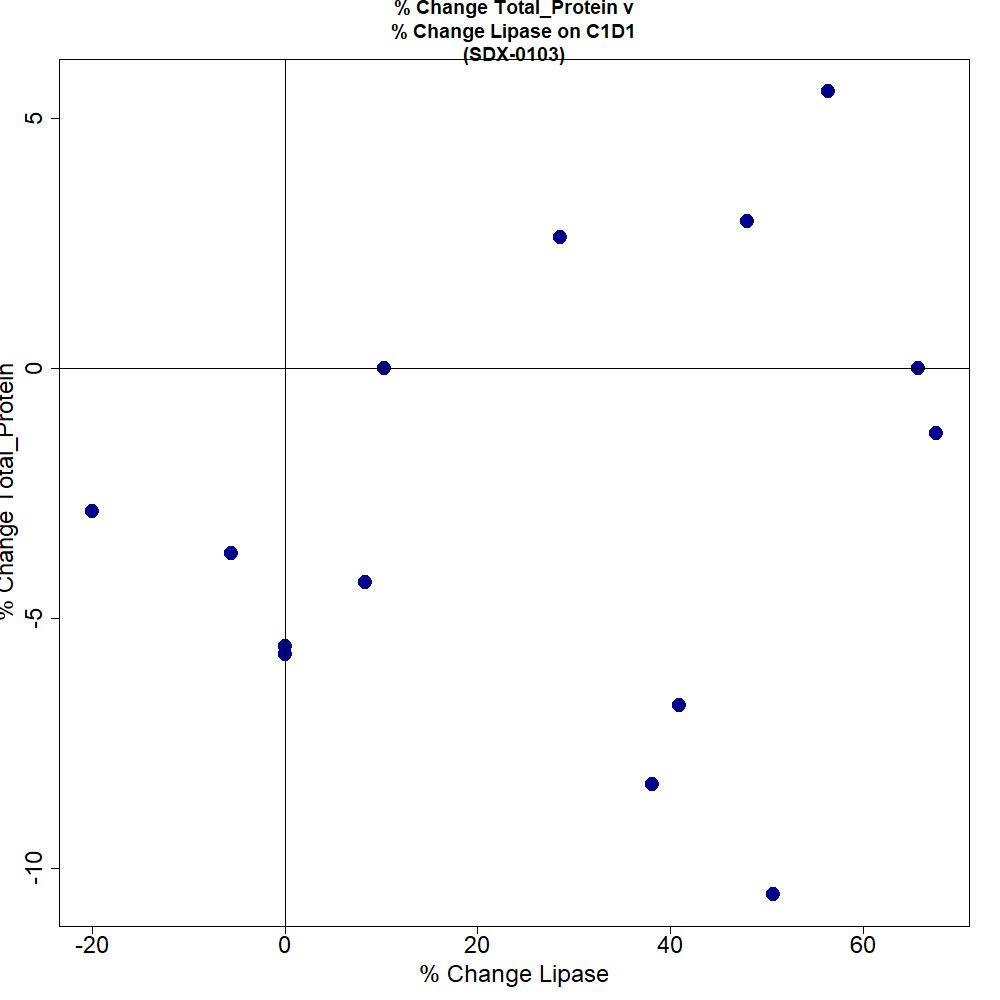 % Change Total_Protein v
% Change Lipase on C1D1
(SDX-0103)
5
0
-5
-10
% Change Total_Protein
-20
0
20
40
60
% Change Lipase